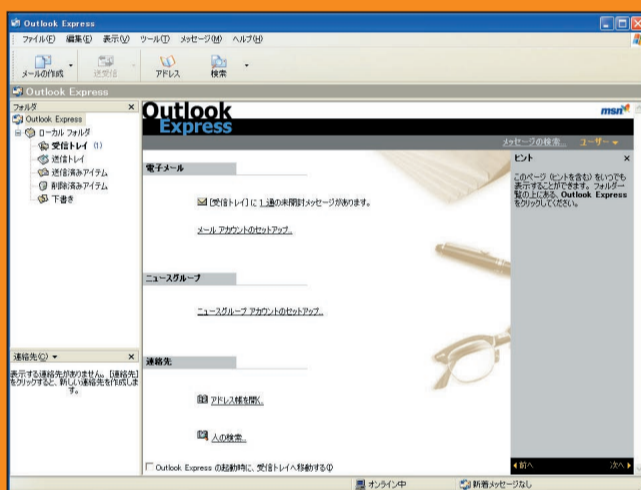 Outlook Express
ファイル(F) 編集(E) 表示(V) ツール(T) メッセージ(M) ヘルプ(H)
メールの作成 送受信 アドレス 検索
Outlook Express
フォルダ ×
Outlook Express
ローカル フォルダ
受信トレイ (1)
送信トレイ
送信済みアイテム
削除済みアイテム
下書き
連絡先(C) ×
表示する連絡先がありません。[連絡先]
をクリックすると、新しい連絡先を作成しま
す。
Outlook
Express
msn
メッセージの検索... ユーザー
電子メール
[受信トレイ] に 1 通の未開封メッセージがあります。
メール アカウントのセットアップ...
ニュースグループ
ニュースグループ アカウントのセットアップ...
連絡先
アドレス帳を開く...
人の検索...
Outlook Express の起動時に、受信トレイへ移動する(I)
ヒント ×
このページ (ヒントを含む) をいつでも
表示することができます。フォルダ一
覧の上にある、Outlook Express
をクリックしてください。
前へ 次へ
オンライン中 新着メッセージなし